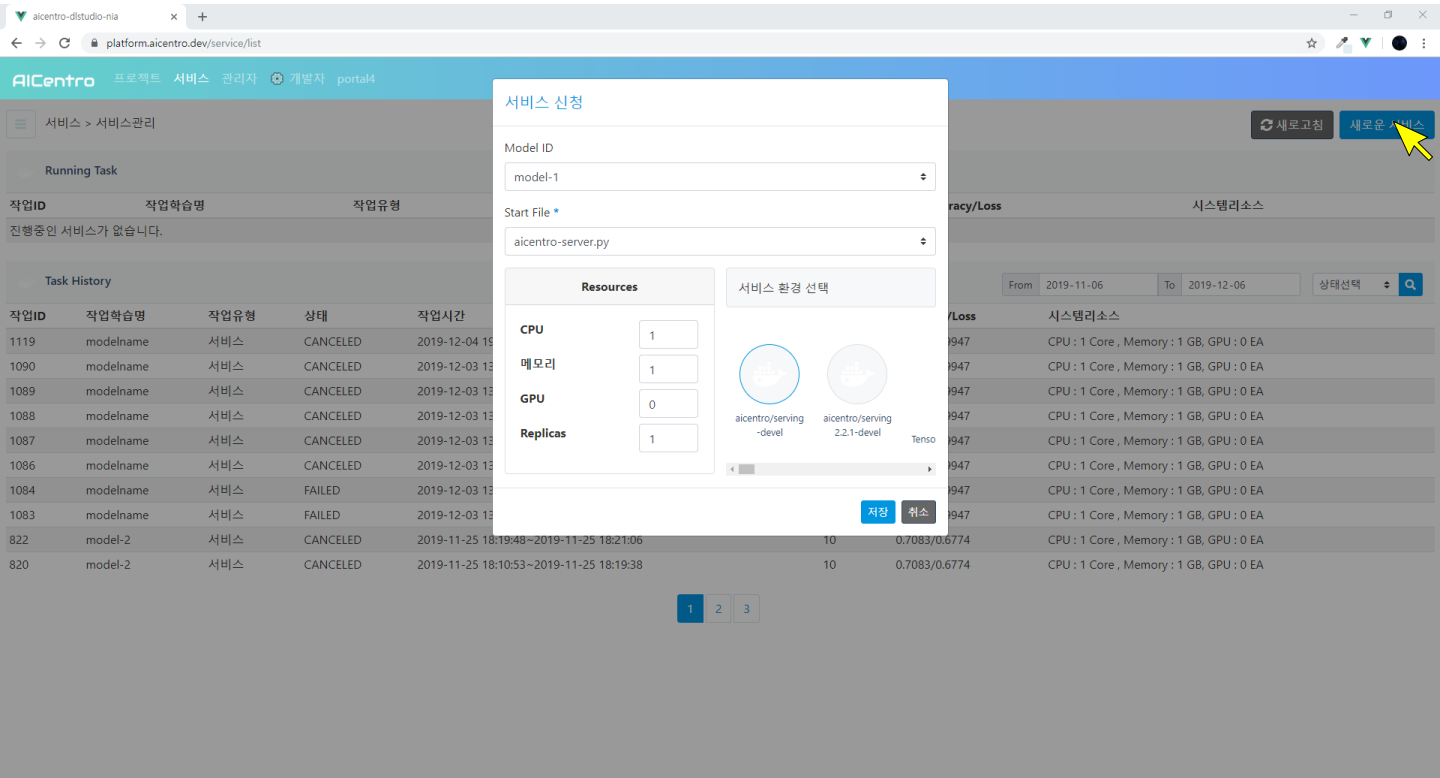 aicentro-dlstudio-nia
platform.aicentro.dev/service/list
AICentro 프로젝트 서비스 관리자 개발자 portal4
서비스 > 서비스관리
새로고침 새로운 서비스
Running Task
작업ID 작업학습명 작업유형 racy/Loss 시스템리소스
진행중인 서비스가 없습니다.
Task History
From 2019-11-06 To 2019-12-06 상태선택
작업ID 작업학습명 작업유형 상태 작업시간 /Loss 시스템리소스
1119 modelname 서비스 CANCELED 2019-12-04 19 9947 CPU : 1 Core , Memory : 1 GB, GPU : 0 EA
1090 modelname 서비스 CANCELED 2019-12-03 13 9947 CPU : 1 Core , Memory : 1 GB, GPU : 0 EA
1089 modelname 서비스 CANCELED 2019-12-03 13 9947 CPU : 1 Core , Memory : 1 GB, GPU : 0 EA
1088 modelname 서비스 CANCELED 2019-12-03 13 9947 CPU : 1 Core , Memory : 1 GB, GPU : 0 EA
1087 modelname 서비스 CANCELED 2019-12-03 13 9947 CPU : 1 Core , Memory : 1 GB, GPU : 0 EA
1086 modelname 서비스 CANCELED 2019-12-03 13 9947 CPU : 1 Core , Memory : 1 GB, GPU : 0 EA
1084 modelname 서비스 FAILED 2019-12-03 13 9947 CPU : 1 Core , Memory : 1 GB, GPU : 0 EA
1083 modelname 서비스 FAILED 2019-12-03 13 9947 CPU : 1 Core , Memory : 1 GB, GPU : 0 EA
822 model-2 서비스 CANCELED 2019-11-25 18:19:48~2019-11-25 18:21:06 10 0.7083/0.6774 CPU : 1 Core , Memory : 1 GB, GPU : 0 EA
820 model-2 서비스 CANCELED 2019-11-25 18:10:53~2019-11-25 18:19:38 10 0.7083/0.6774 CPU : 1 Core , Memory : 1 GB, GPU : 0 EA
1 2 3
서비스 신청
Model ID
model-1
Start File *
aicentro-server.py
Resources
CPU 1
메모리 1
GPU 0
Replicas 1
서비스 환경 선택
aicentro/serving
-devel
aicentro/serving
2.2.1-devel
Tenso
저장 취소